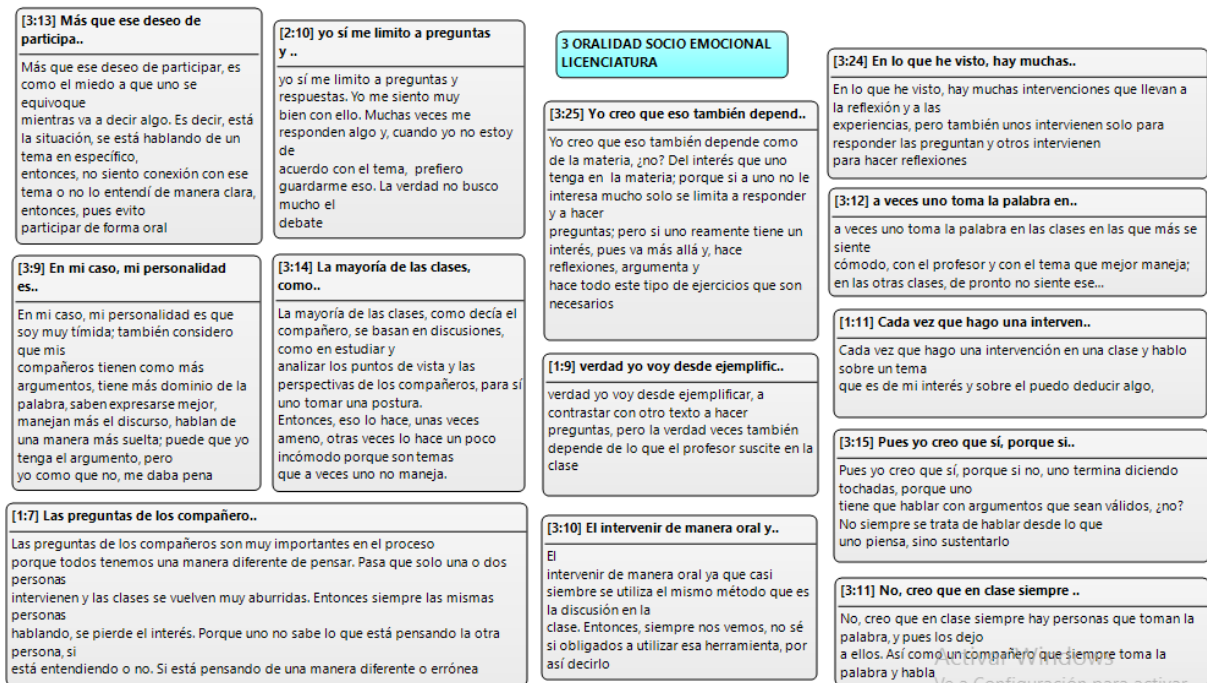 [3:13] Más que ese deseo de
participa..
Más que ese deseo de participar, es
como el miedo a que uno se
equivoque
mientras va a decir algo. Es decir, está
la situación, se está hablando de un
tema en específico,
entonces, no siento conexión con ese
tema o no lo entendí de manera clara,
entonces, pues evito
participar de forma oral
[2:10] yo sí me limito a preguntas
y ..
yo sí me limito a preguntas y
respuestas. Yo me siento muy
bien con ello. Muchas veces me
responden algo y, cuando yo no estoy
de
acuerdo con el tema, prefiero
guardarme eso. La verdad no busco
mucho el
debate
3 ORALIDAD SOCIO EMOCIONAL
LICENCIATURA
[3:9] En mi caso, mi personalidad
es..
En mi caso, mi personalidad es que
soy muy tímida; también considero
que mis
compañeros tienen como más
argumentos, tiene más dominio de la
palabra, saben expresarse mejor,
manejan más el discurso, hablan de
una manera más suelta; puede que yo
tenga el argumento, pero
yo como que no, me daba pena
[3:14] La mayoría de las clases,
como..
La mayoría de las clases, como decía el
compañero, se basan en discusiones,
como en estudiar y
analizar los puntos de vista y las
perspectivas de los compañeros, para sí
uno tomar una postura.
Entonces, eso lo hace, unas veces
ameno, otras veces lo hace un poco
incómodo porque son temas
que a veces uno no maneja.
[1:7] Las preguntas de los compañero..
Las preguntas de los compañeros son muy importantes en el proceso
porque todos tenemos una manera diferente de pensar. Pasa que solo una o dos
personas
intervienen y las clases se vuelven muy aburridas. Entonces siempre las mismas
personas
hablando, se pierde el interés. Porque uno no sabe lo que está pensando la otra
persona, si
está entendiendo o no. Si está pensando de una manera diferente o errónea
[3:25] Yo creo que eso también depend..
Yo creo que eso también depende como
de la materia, ¿no? Del interés que uno
tenga en la materia; porque si a uno no le
interesa mucho solo se limita a responder
y a hacer
preguntas; pero si uno reamente tiene un
interés, pues va más allá y, hace
reflexiones, argumenta y
hace todo este tipo de ejercicios que son
necesarios
[1:9] verdad yo voy desde ejemplific..
verdad yo voy desde ejemplificar, a
contrastar con otro texto a hacer
preguntas, pero la verdad veces también
depende de lo que el profesor suscite en la
clase
[3:10] El intervenir de manera oral y..
El
intervenir de manera oral ya que casi
siembre se utiliza el mismo método que es
la discusión en la
clase. Entonces, siempre nos vemos, no sé
si obligados a utilizar esa herramienta, por
así decirlo
[3:24] En lo que he visto, hay muchas..
En lo que he visto, hay muchas intervenciones que llevan a
la reflexión y a las
experiencias, pero también unos intervienen solo para
responder las preguntan y otros intervienen
para hacer reflexiones
[3:12] a veces uno toma la palabra en..
a veces uno toma la palabra en las clases en las que más se
siente
cómodo, con el profesor y con el tema que mejor maneja;
en las otras clases, de pronto no siente ese...
[1:11] Cada vez que hago una interven..
Cada vez que hago una intervención en una clase y hablo
sobre un tema
que es de mi interés y sobre el puedo deducir algo,
[3:15] Pues yo creo que sí, porque si..
Pues yo creo que sí, porque si no, uno termina diciendo
tochadas, porque uno
tiene que hablar con argumentos que sean válidos, ¿no?
No siempre se trata de hablar desde lo que
uno piensa, sino sustentarlo
[3:11] No, creo que en clase siempre ..
No, creo que en clase siempre hay personas que toman la
palabra, y pues los dejo
a ellos. Así como un compañero que siempre toma la
palabra y habla
Activar Windows
Ve a Configuración para activar